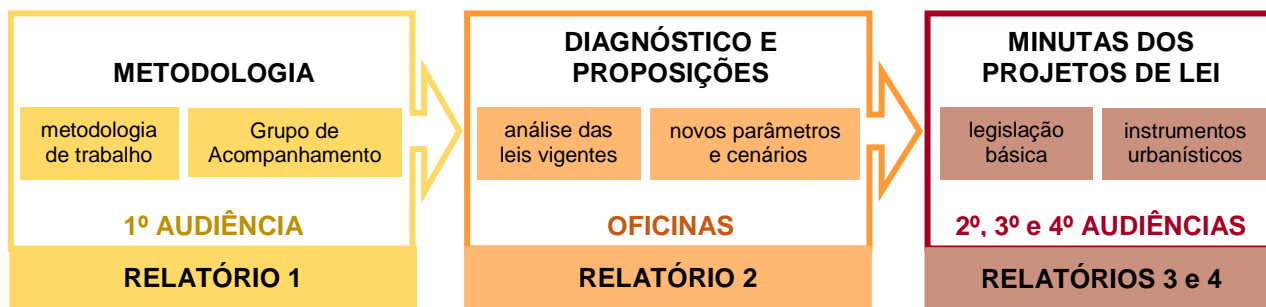 METODOLOGIA
metodologia
de trabalho
Grupo de
Acompanhamento
1º AUDIÊNCIA
RELATÓRIO 1
DIAGNÓSTICO E
PROPOSIÇÕES
análise das
leis vigentes
novos parâmetros
e cenários
OFICINAS
RELATÓRIO 2
MINUTAS DOS
PROJETOS DE LEI
legislação
básica
instrumentos
urbanísticos
2º, 3º e 4º AUDIÊNCIAS
RELATÓRIOS 3 e 4